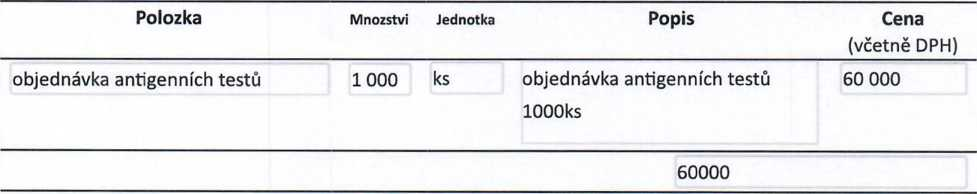 Polozka Mnozstvi Jednotka Popis Cena
(včetně DPH)
objednávka antigenních testů 1 000 ks objednávka antigenních testů 60 000
1000ks
60000